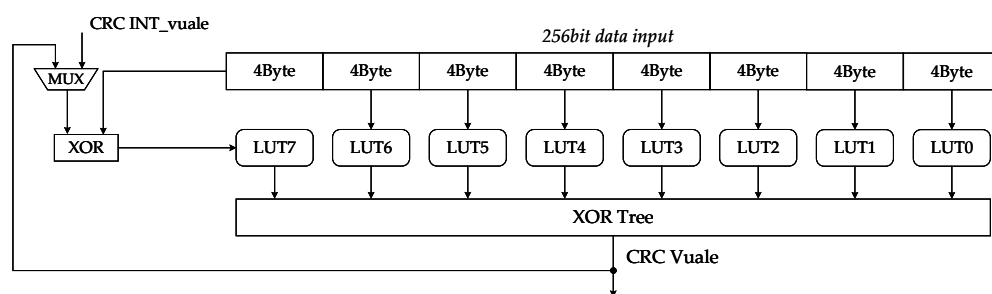 CRC INT_vuale
256bit data input
MUX
4Byte 4Byte 4Byte 4Byte 4Byte 4Byte 4Byte 4Byte
XOR
LUT7 LUT6 LUT5 LUT4 LUT3 LUT2 LUT1 LUT0
XOR Tree
CRC Vuale